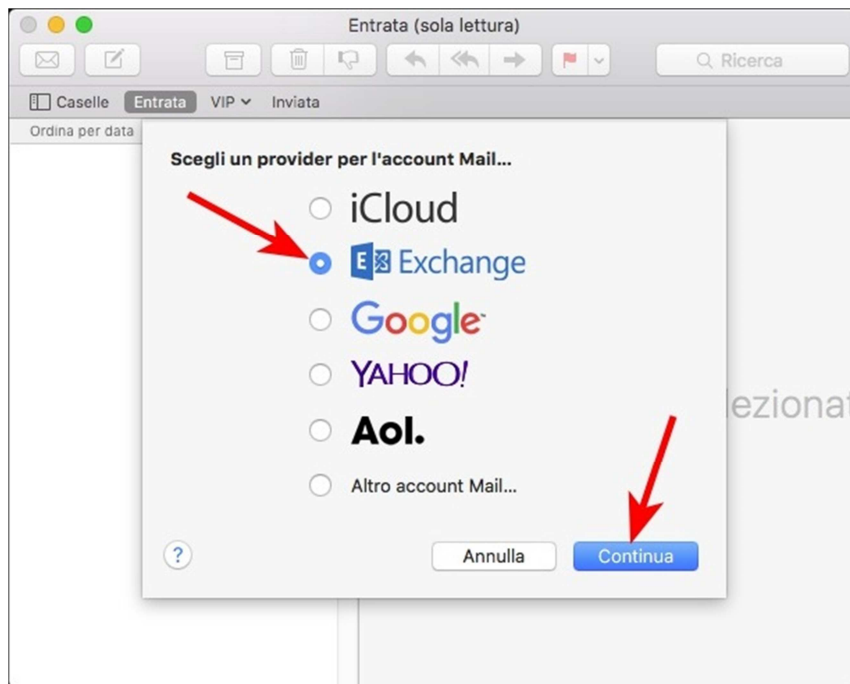 Entrata (sola lettura)
Ricerca
Caselle Entrata VIP Inviata
Ordina per data
Scegli un provider per l'account Mail...
iCloud
E Exchange
Google™
YAHOO!
Aol.
lezionat
Altro account Mail...
? Annulla Continua